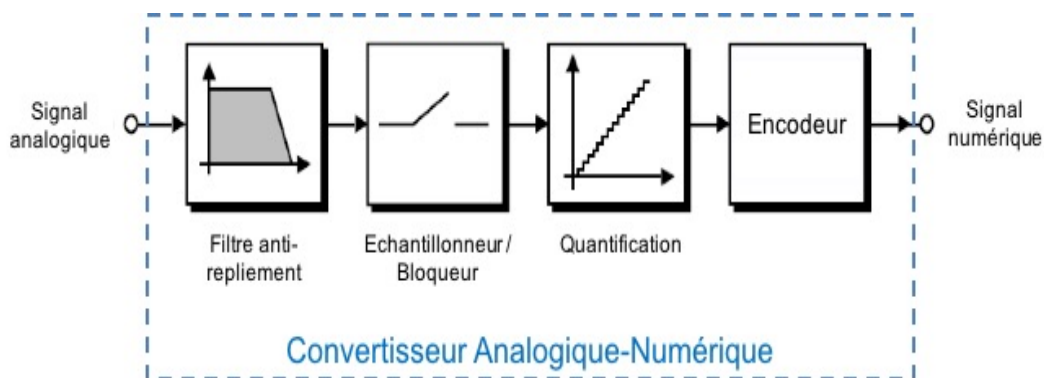 Signal
analogique
Encodeur
Signal
numérique
Filtre anti-
repliement
Echantillonneur /
Bloqueur
Quantification
Convertisseur Analogique-Numérique